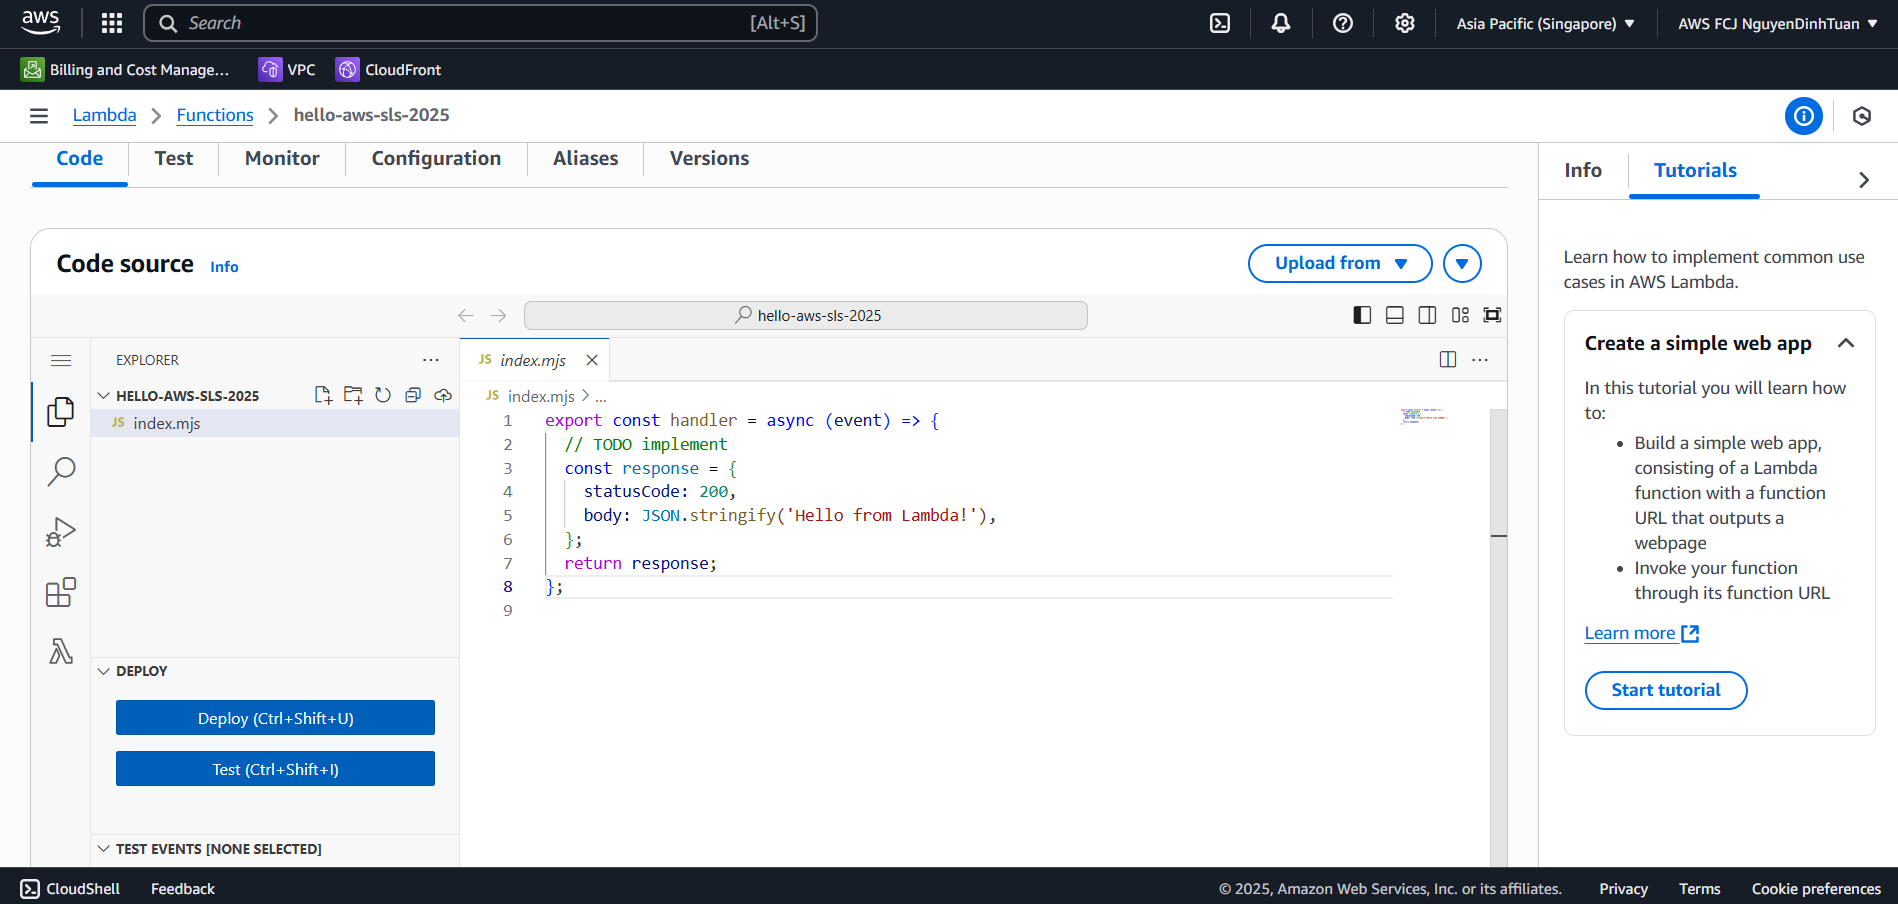 aws
Search [Alt+S]
Asia Pacific (Singapore)
AWS FCJ NguyenDinhTuan
Billing and Cost Manage...
VPC
CloudFront
Lambda
Functions
hello-aws-sls-2025
Code
Test
Monitor
Configuration
Aliases
Versions
Code source
Info
Upload from
hello-aws-sls-2025
EXPLORER
HELLO-AWS-SLS-2025
JS index.mjs
DEPLOY
Deploy (Ctrl+Shift+U)
Test (Ctrl+Shift+I)
TEST EVENTS [NONE SELECTED]
JS index.mjs
JS index.mjs > ...
1 export const handler = async (event) => {
2 // TODO implement
3 const response = {
4 statusCode: 200,
5 body: JSON.stringify('Hello from Lambda!'),
6 };
7 return response;
8 };
9
Info
Tutorials
Learn how to implement common use
cases in AWS Lambda.
Create a simple web app
In this tutorial you will learn how
to:
• Build a simple web app,
consisting of a Lambda
function with a function
URL that outputs a
webpage
• Invoke your function
through its function URL
Learn more
Start tutorial
CloudShell
Feedback
© 2025, Amazon Web Services, Inc. or its affiliates.
Privacy
Terms
Cookie preferences